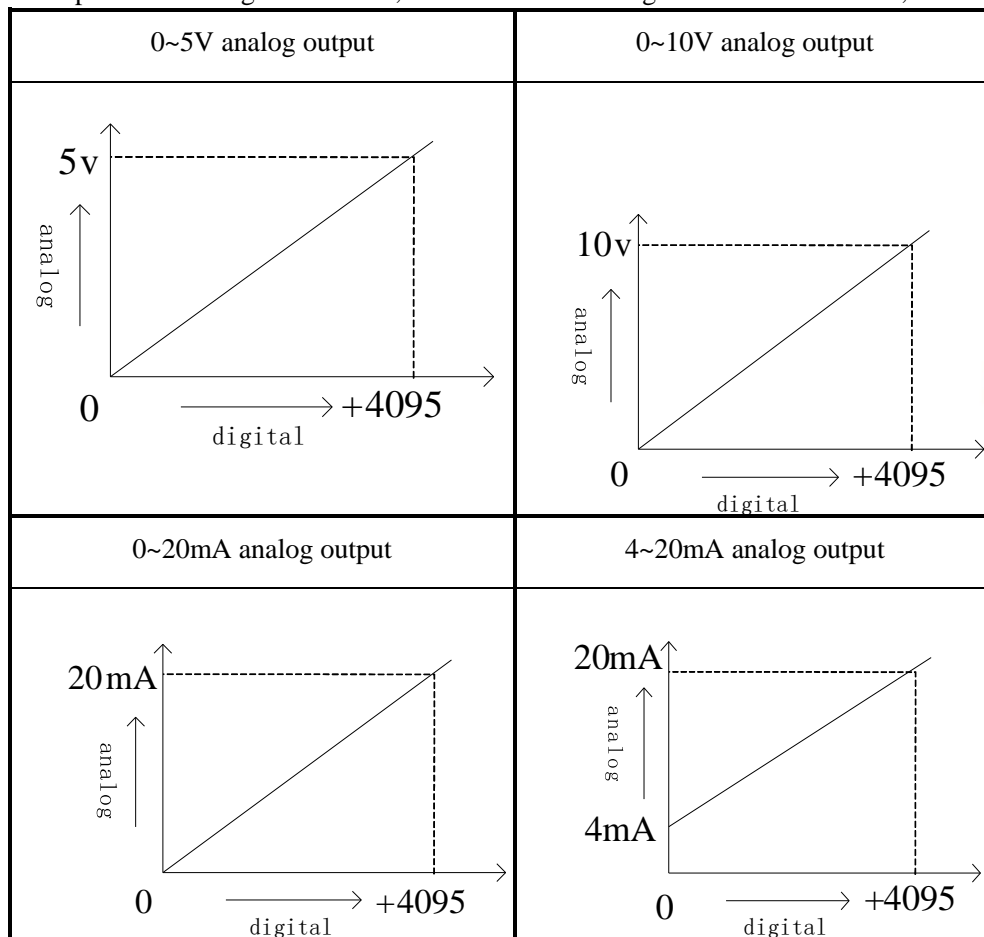 0~5V analog output
0~10V analog output
5v
analog
0
+4095
digital
10v
analog
0
+4095
digital
0~20mA analog output
4~20mA analog output
20mA
analog
0
+4095
digital
20mA
analog
4mA
0
+4095
digital